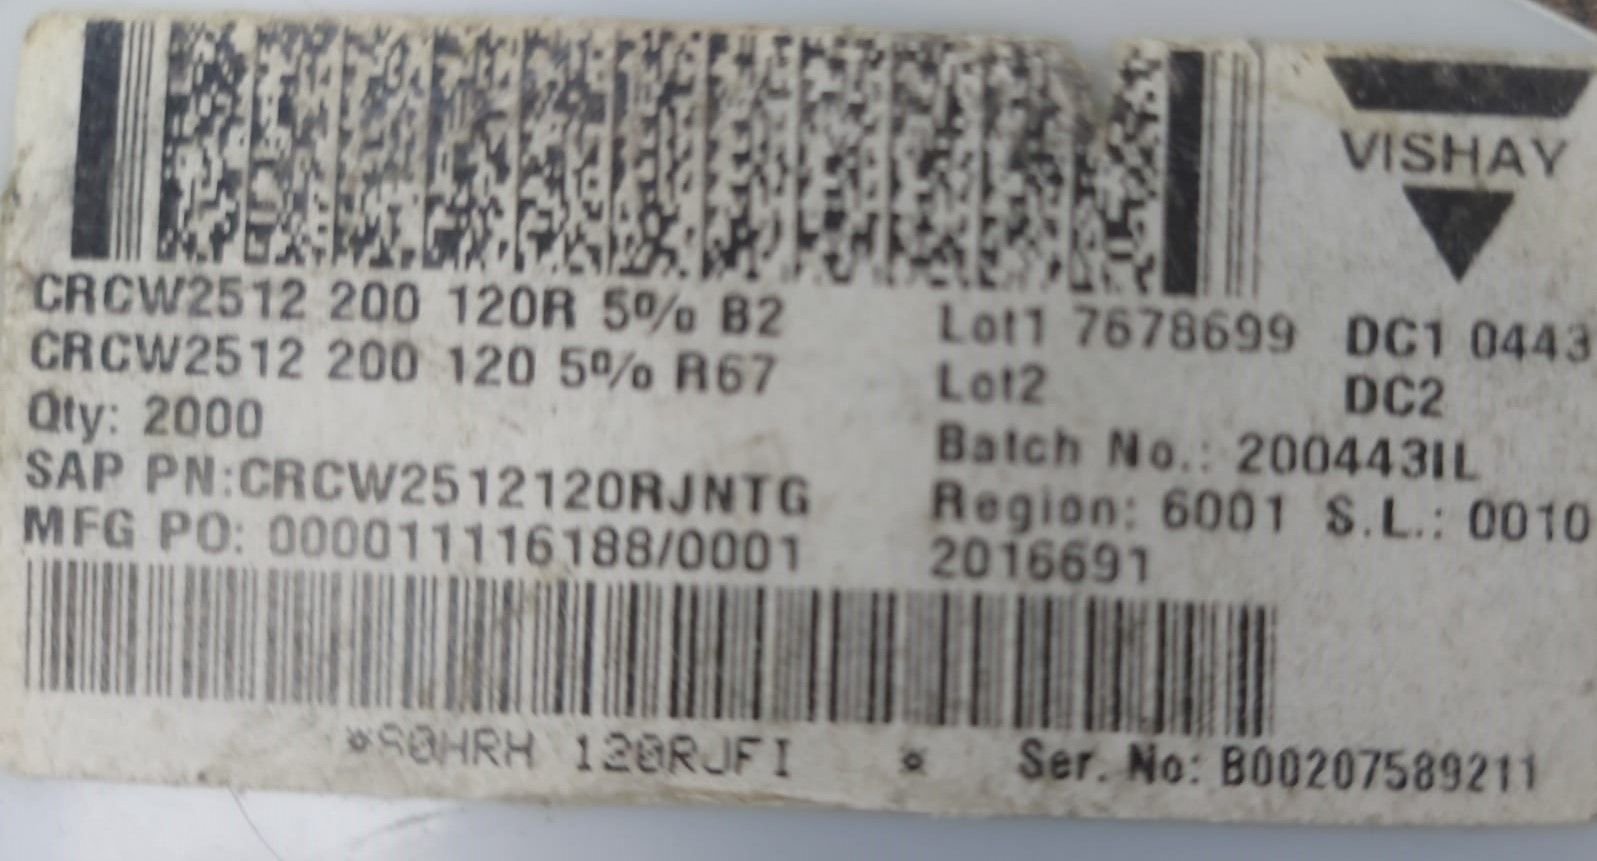 VISHAY
CRCW2512 200 120R 5% B2
CRCW2512 200 120 5% R67
Qty: 2000
SAP PN:CRCW2512120RJNTG
MFG PO: 000011116188/0001
Lot1 7678699 DC1 0443
Lot2 DC2
Batch No.: 200443IL
Region: 6001 S.L.: 0010
2016691
*S0HRH 120RJFI *
Ser. No: B00207589211